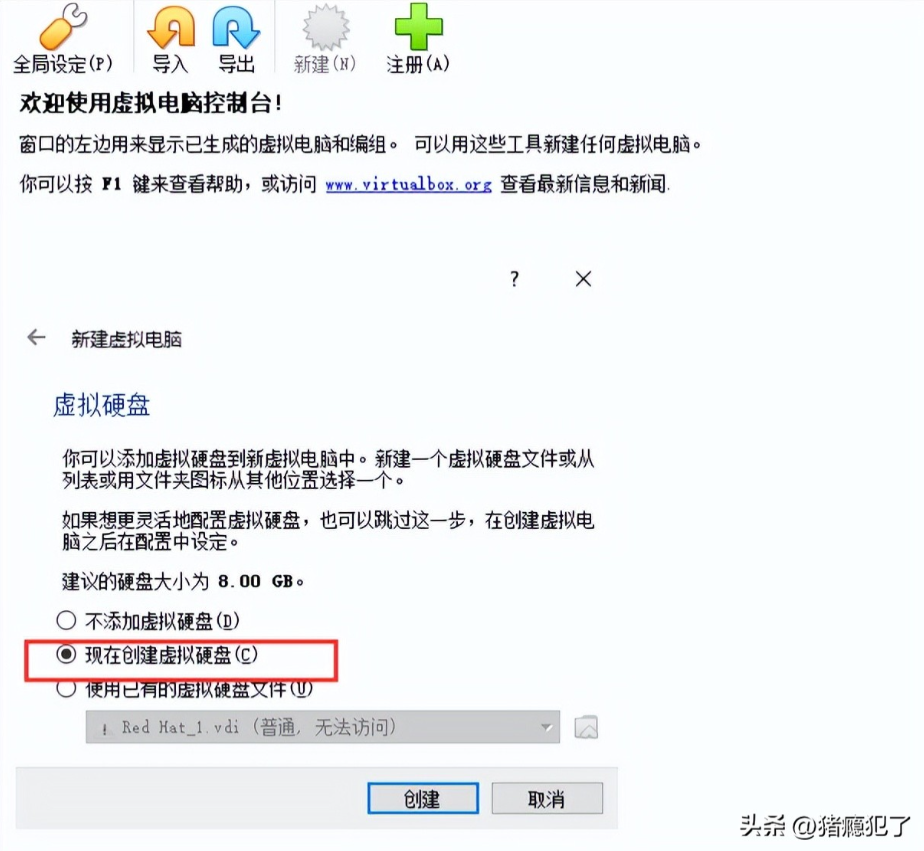 全局设定(P) 导入 导出 新建(N) 注册(A)
欢迎使用虚拟电脑控制台!
窗口的左边用来显示已生成的虚拟电脑和编组。 可以用这些工具新建任何虚拟电脑。
你可以按 F1 键来查看帮助,或访问 www.virtualbox.org 查看最新信息和新闻.
?
新建虚拟电脑
虚拟硬盘
你可以添加虚拟硬盘到新虚拟电脑中。新建一个虚拟硬盘文件或从
列表或用文件夹图标从其他位置选择一个。
如果想更灵活地配置虚拟硬盘,也可以跳过这一步,在创建虚拟电
脑之后在配置中设定。
建议的硬盘大小为 8.00 GB。
不添加虚拟硬盘(D)
现在创建虚拟硬盘(C)
使用已有的虚拟硬盘文件(U)
! Red Hat_1.vdi (普通, 无法访问)
创建 取消
头条 @猪瘾犯了